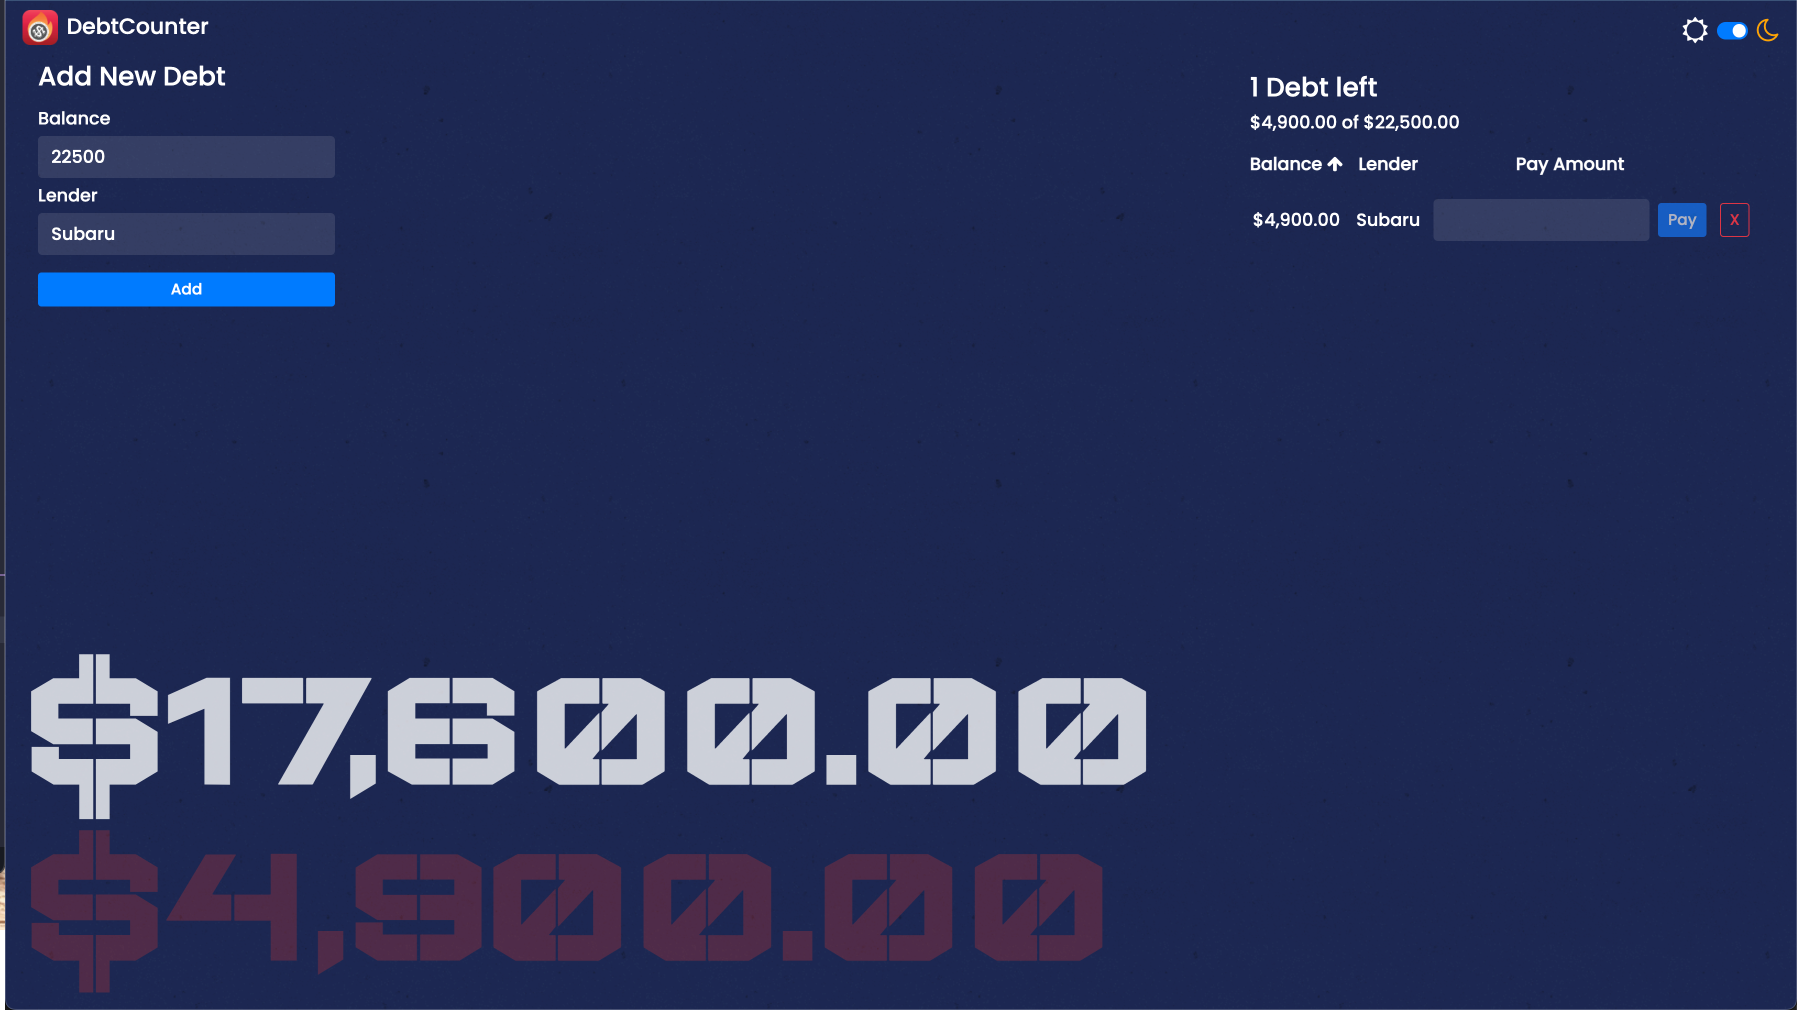 DebtCounter
Add New Debt
Balance
22500
Lender
Subaru
Add
1 Debt left
$4,900.00 of $22,500.00
Balance Lender Pay Amount
$4,900.00 Subaru Pay X
$17,600.00
$4,900.00